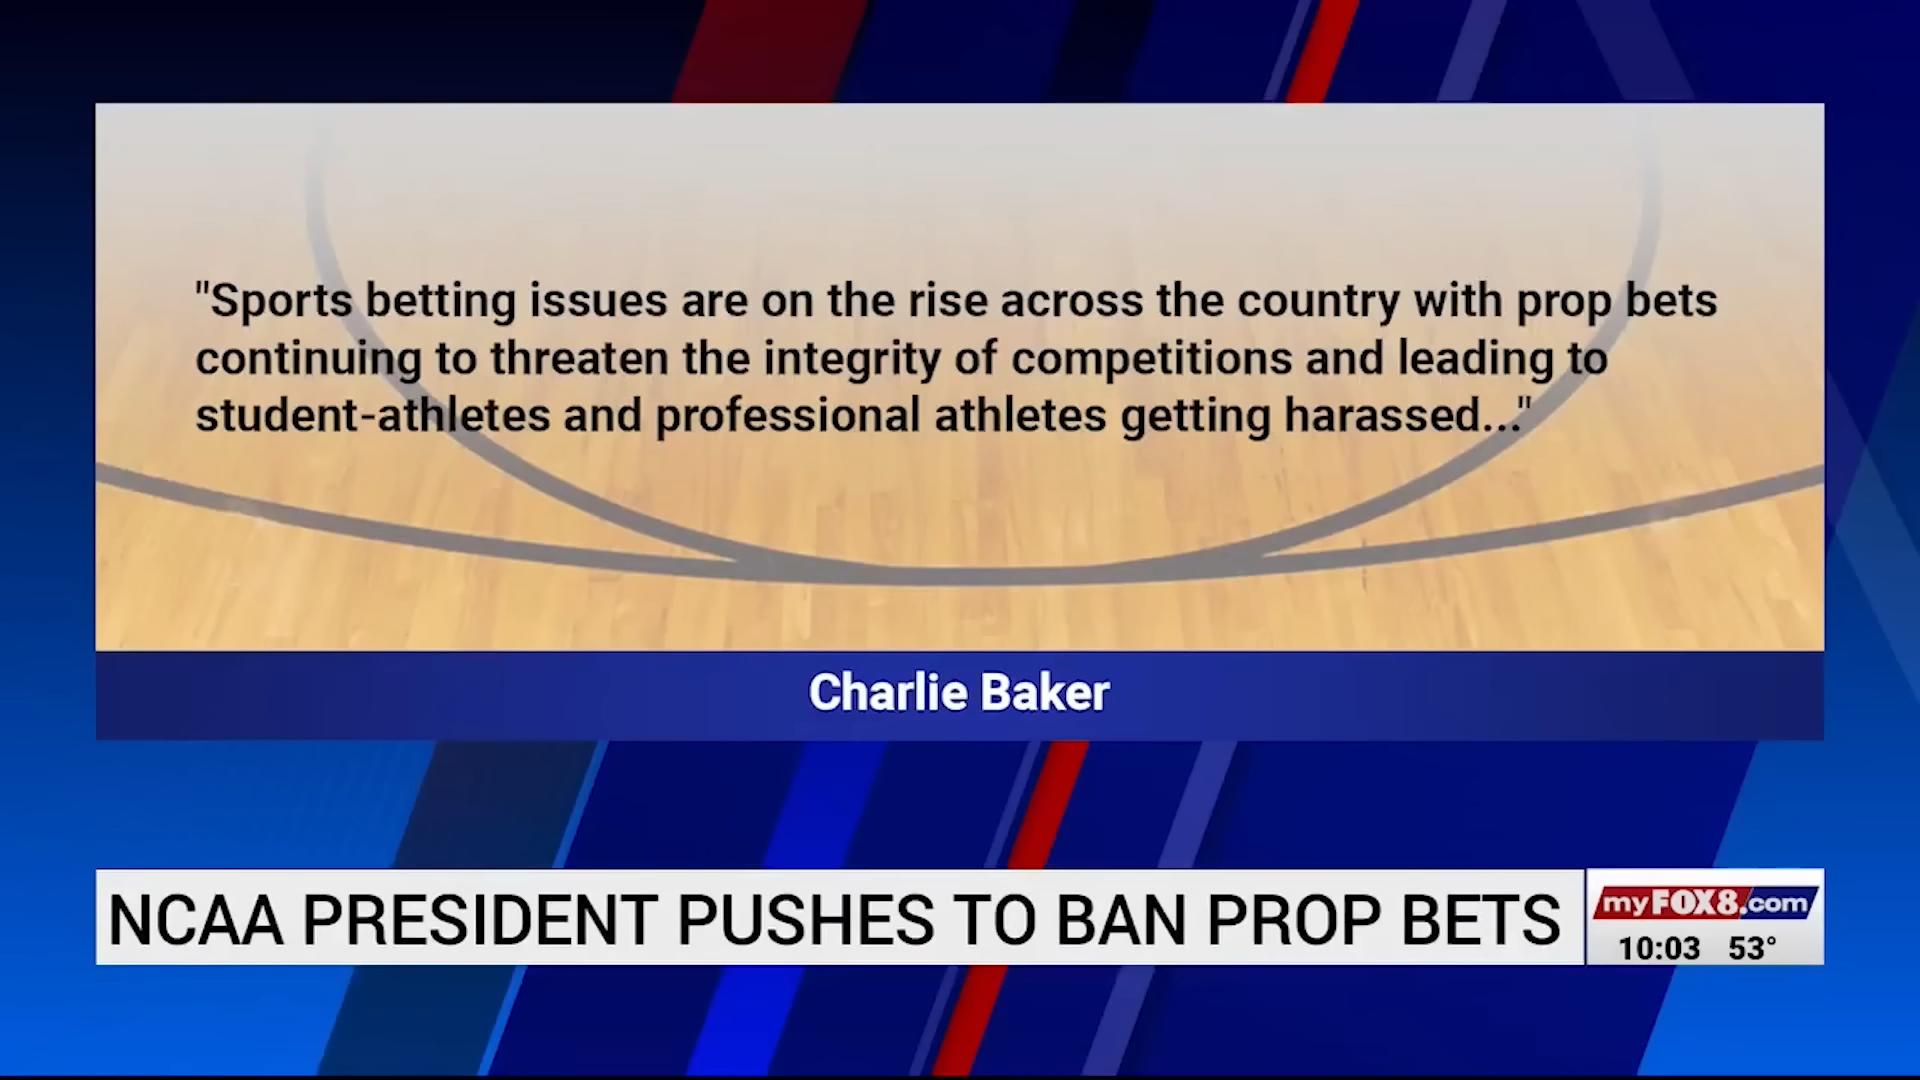 "Sports betting issues are on the rise across the country with prop bets
continuing to threaten the integrity of competitions and leading to
student-athletes and professional athletes getting harassed..."
Charlie Baker
NCAA PRESIDENT PUSHES TO BAN PROP BETS
myFOX8.com
10:03 53°